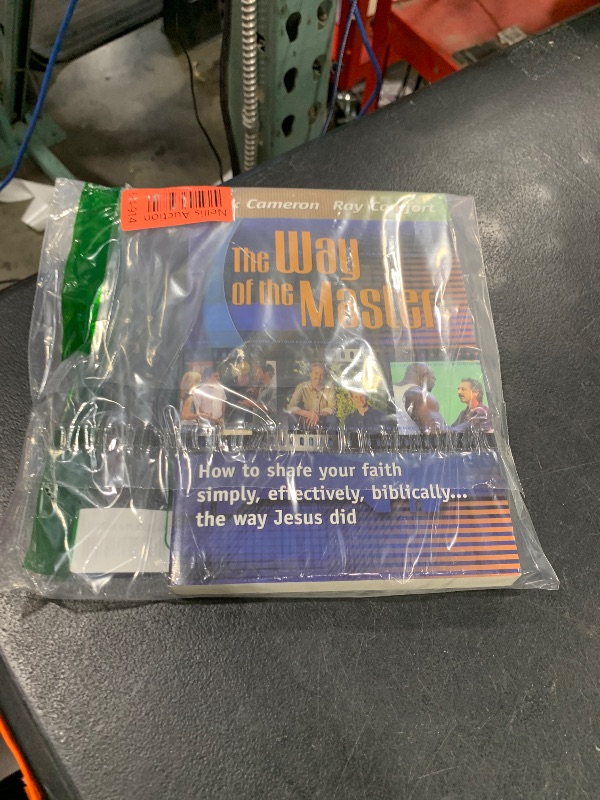 Nellis Auction
k Cameron Ray Comfort
The Way
of the Master
How to share your faith
simply, effectively, biblically...
the way Jesus did